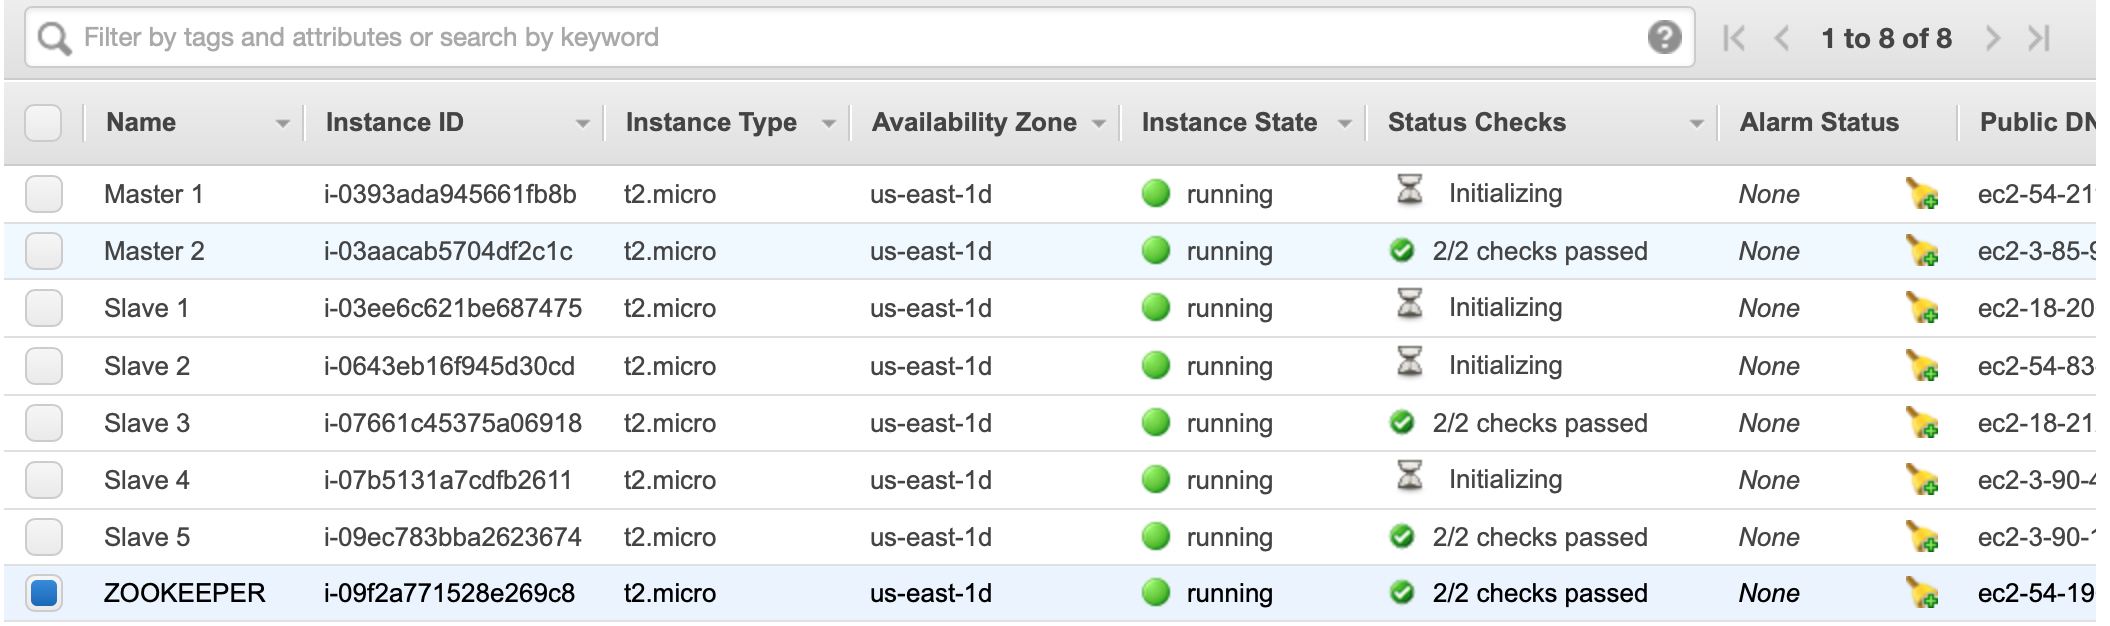 Filter by tags and attributes or search by keyword ? 1 to 8 of 8
Name Instance ID Instance Type Availability Zone Instance State Status Checks Alarm Status Public DN
Master 1 i-0393ada945661fb8b t2.micro us-east-1d running Initializing None ec2-54-21
Master 2 i-03aacab5704df2c1c t2.micro us-east-1d running 2/2 checks passed None ec2-3-85-9
Slave 1 i-03ee6c621be687475 t2.micro us-east-1d running Initializing None ec2-18-20
Slave 2 i-0643eb16f945d30cd t2.micro us-east-1d running Initializing None ec2-54-83-
Slave 3 i-07661c45375a06918 t2.micro us-east-1d running 2/2 checks passed None ec2-18-21
Slave 4 i-07b5131a7cdfb2611 t2.micro us-east-1d running Initializing None ec2-3-90-4
Slave 5 i-09ec783bba2623674 t2.micro us-east-1d running 2/2 checks passed None ec2-3-90-1
ZOOKEEPER i-09f2a771528e269c8 t2.micro us-east-1d running 2/2 checks passed None ec2-54-19